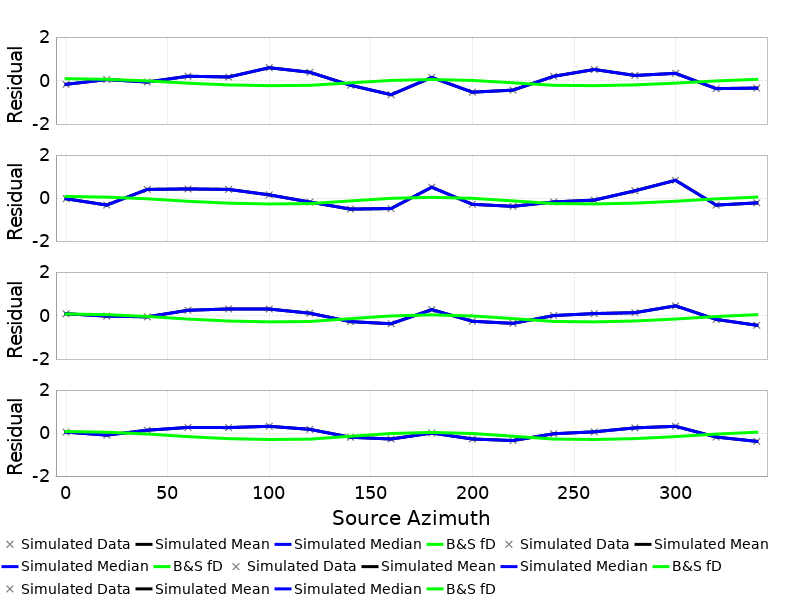 2
0
-2
Residual
2
0
-2
Residual
2
0
-2
Residual
2
0
-2
Residual
0 50 100 150 200 250 300
Source Azimuth
× Simulated Data Simulated Mean Simulated Median B&S fD × Simulated Data Simulated Mean
Simulated Median B&S fD × Simulated Data Simulated Mean Simulated Median B&S fD
× Simulated Data Simulated Mean Simulated Median B&S fD